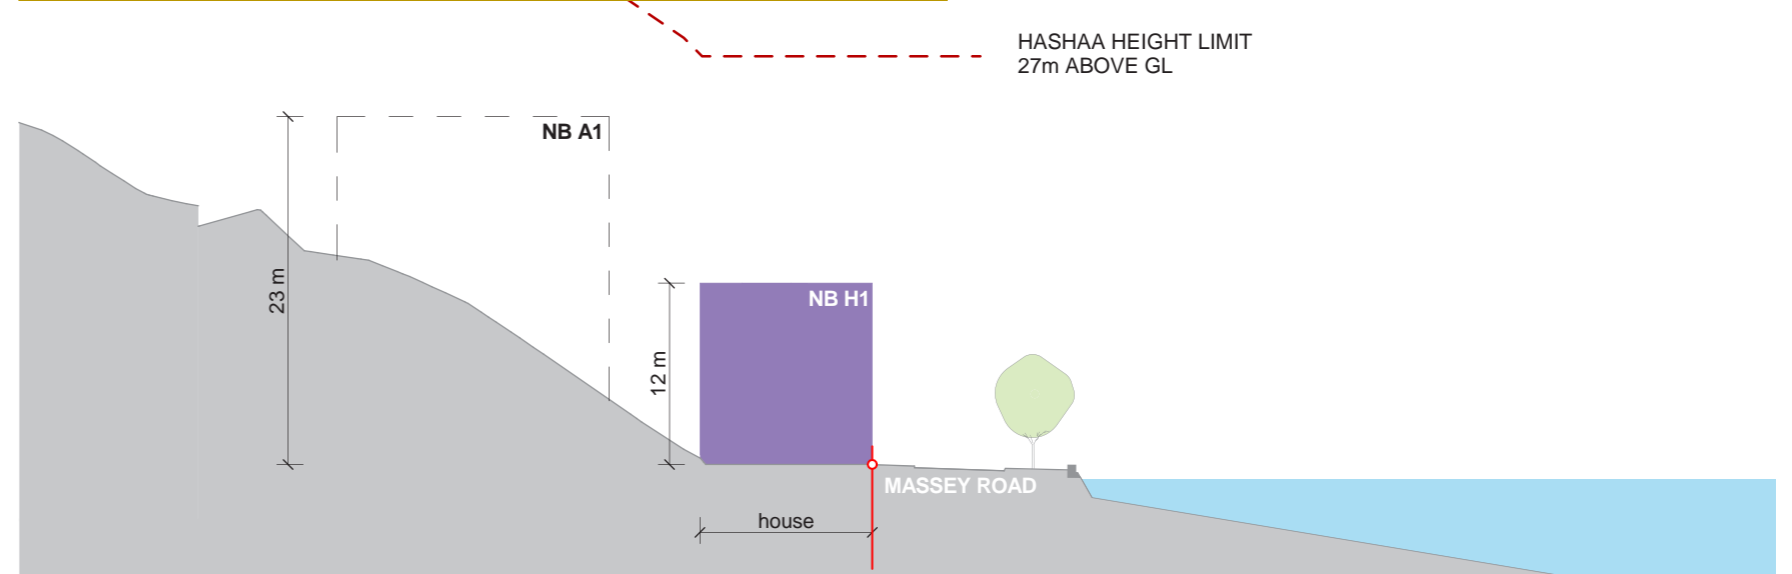 HASHAA HEIGHT LIMIT
27m ABOVE GL
NB A1
23 m
NB H1
12 m
MASSEY ROAD
house